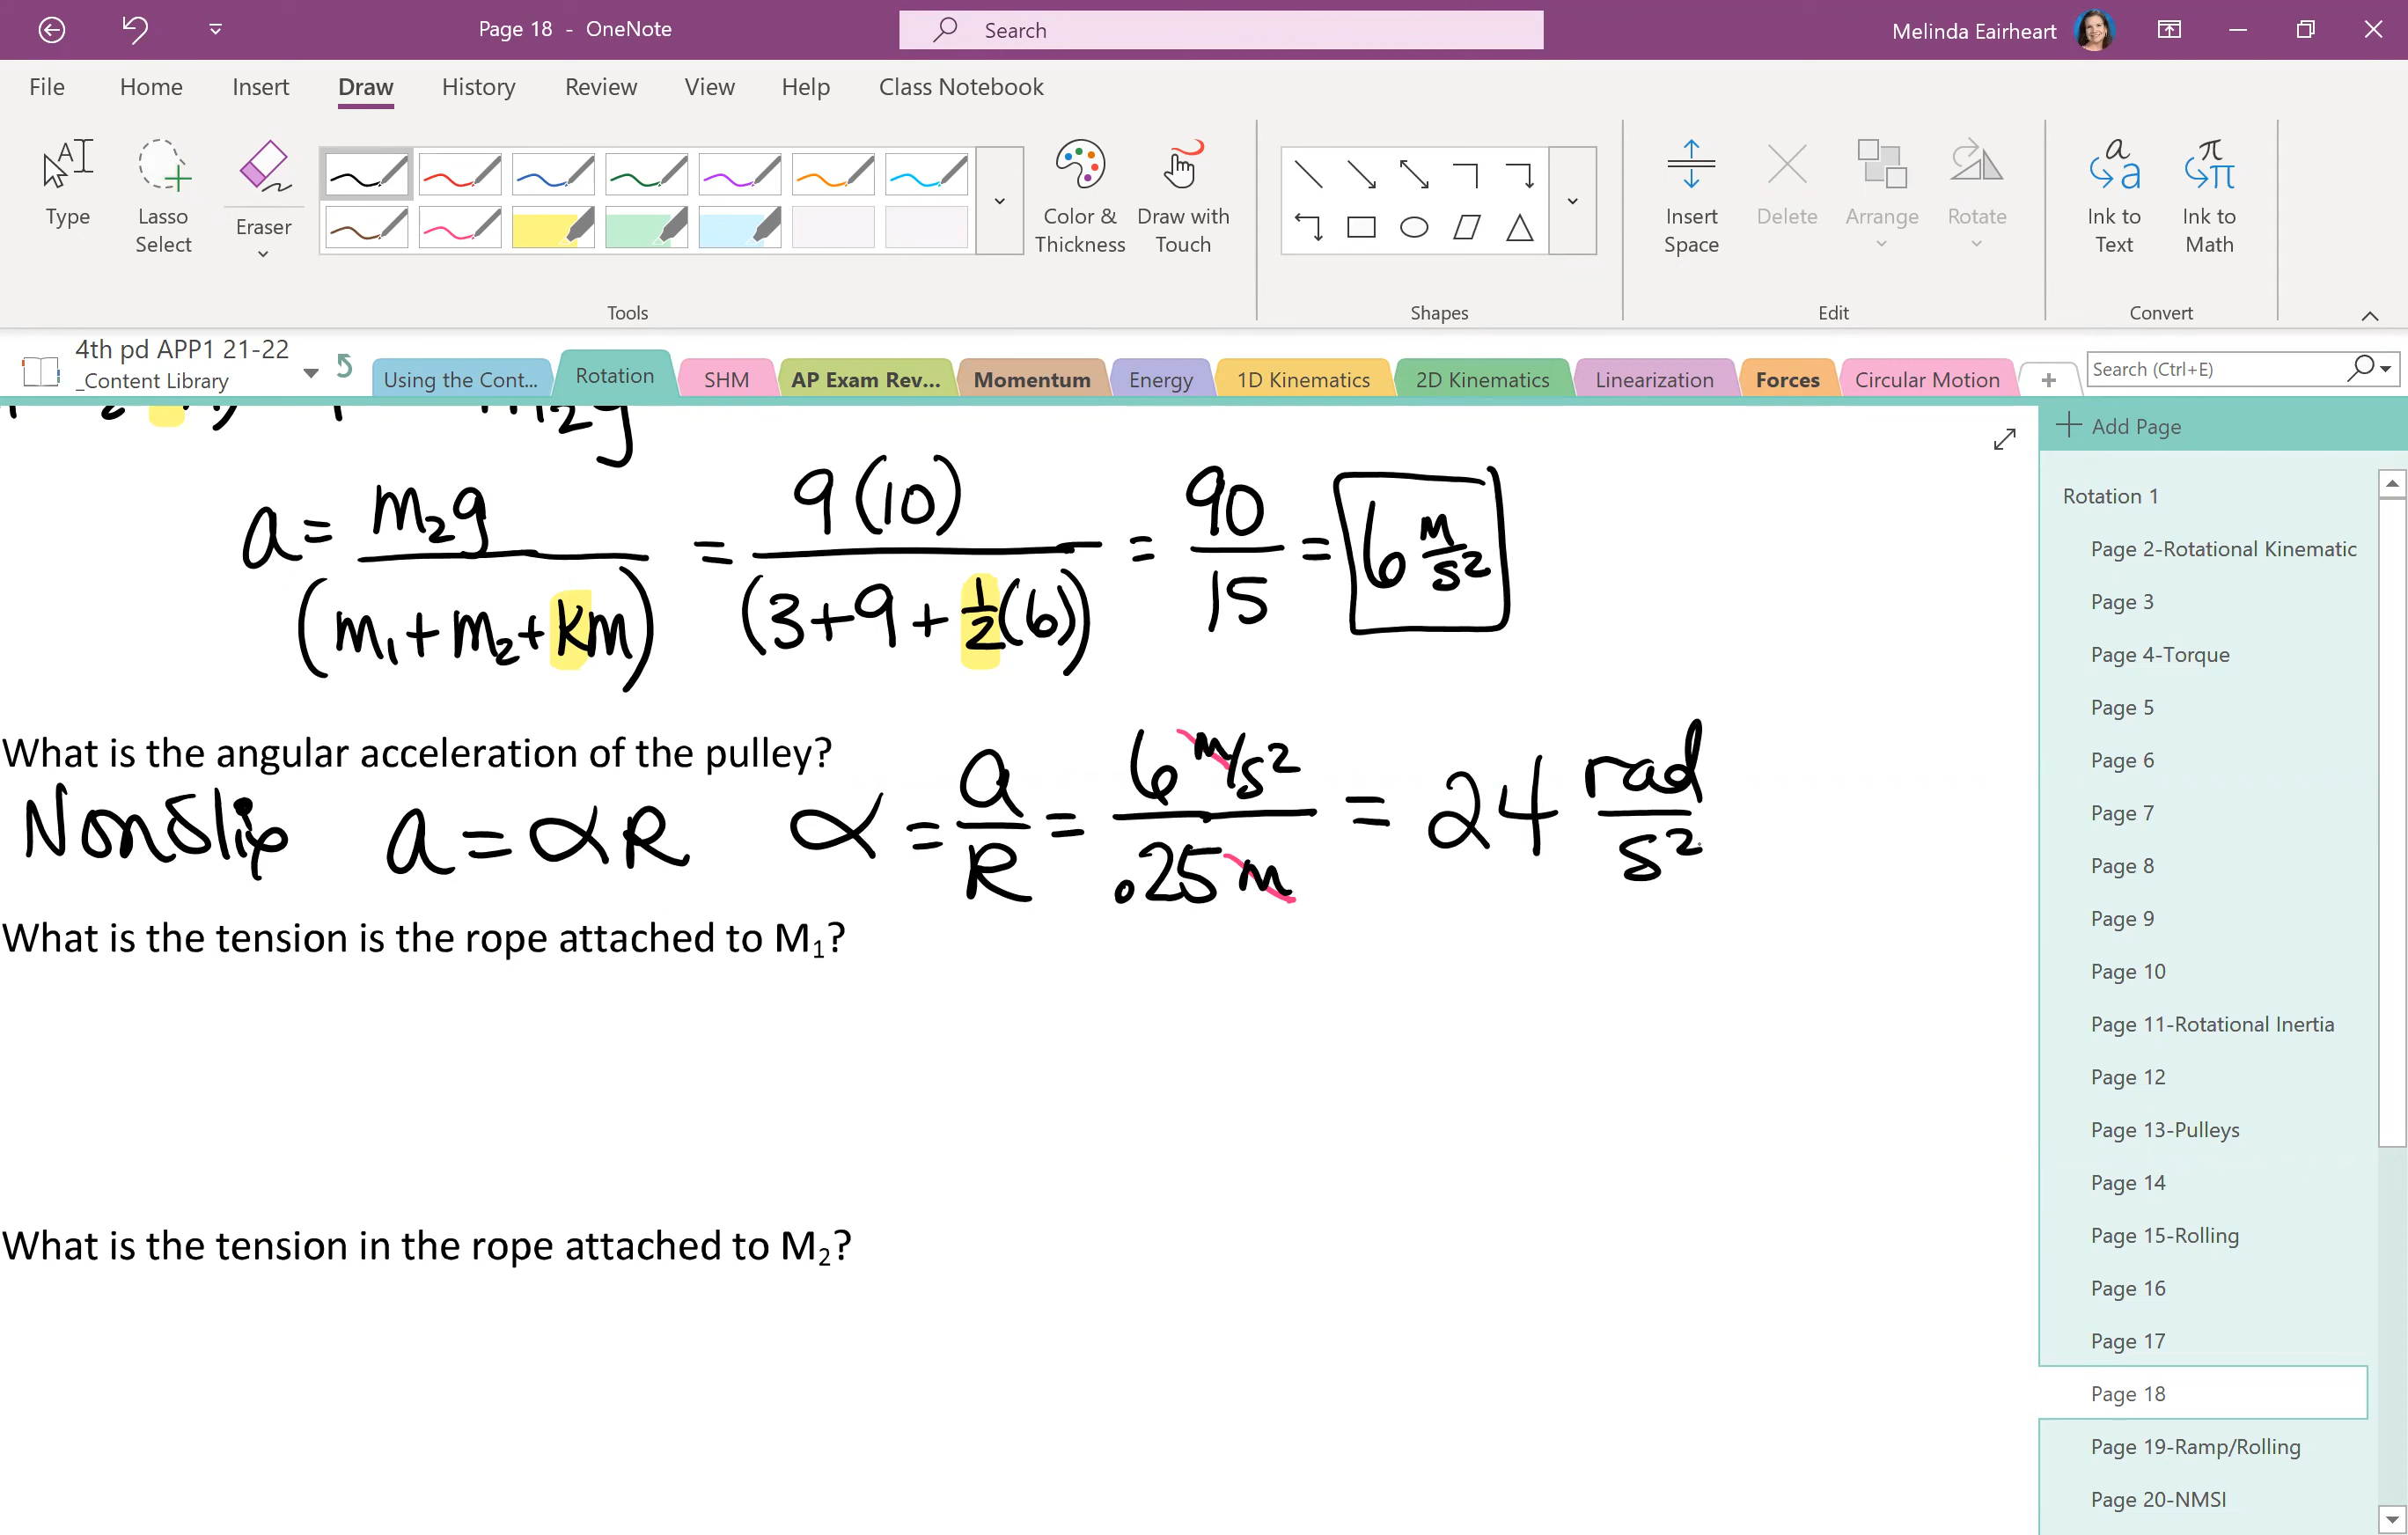 Page 18 - OneNote
Search
Melinda Eairheart
File Home Insert Draw History Review View Help Class Notebook
Type
Lasso Select
Eraser
Color & Thickness
Draw with Touch
Insert Space
Delete
Arrange
Rotate
Ink to Text
Ink to Math
Tools
Shapes
Edit
Convert
4th pd APP1 21-22
_Content Library
Using the Cont... Rotation SHM AP Exam Rev... Momentum Energy 1D Kinematics 2D Kinematics Linearization Forces Circular Motion
Search (Ctrl+E)
Add Page
m₂g
a = m₂g / (m₁ + m₂ + km) = 9(10) / (3+9+½(6)) = 90/15 = 6 m/s²
What is the angular acceleration of the pulley?
Nonslip a = αR α = a/R = 6 m/s² / .25 m = 24 rad/s²
What is the tension is the rope attached to M₁?
What is the tension in the rope attached to M₂?
Rotation 1
Page 2-Rotational Kinematic
Page 3
Page 4-Torque
Page 5
Page 6
Page 7
Page 8
Page 9
Page 10
Page 11-Rotational Inertia
Page 12
Page 13-Pulleys
Page 14
Page 15-Rolling
Page 16
Page 17
Page 18
Page 19-Ramp/Rolling
Page 20-NMSI